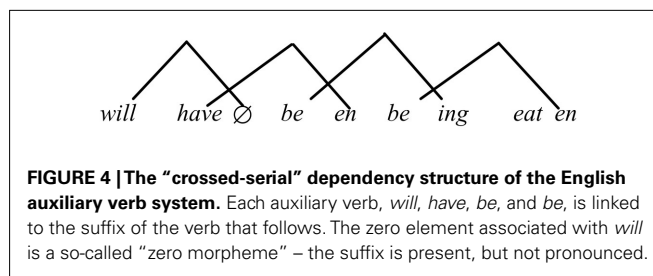 will have ∅ be en be ing eat en
FIGURE 4 | The “crossed-serial” dependency structure of the English
auxiliary verb system. Each auxiliary verb, will, have, be, and be, is linked
to the suffix of the verb that follows. The zero element associated with will
is a so-called “zero morpheme” – the suffix is present, but not pronounced.